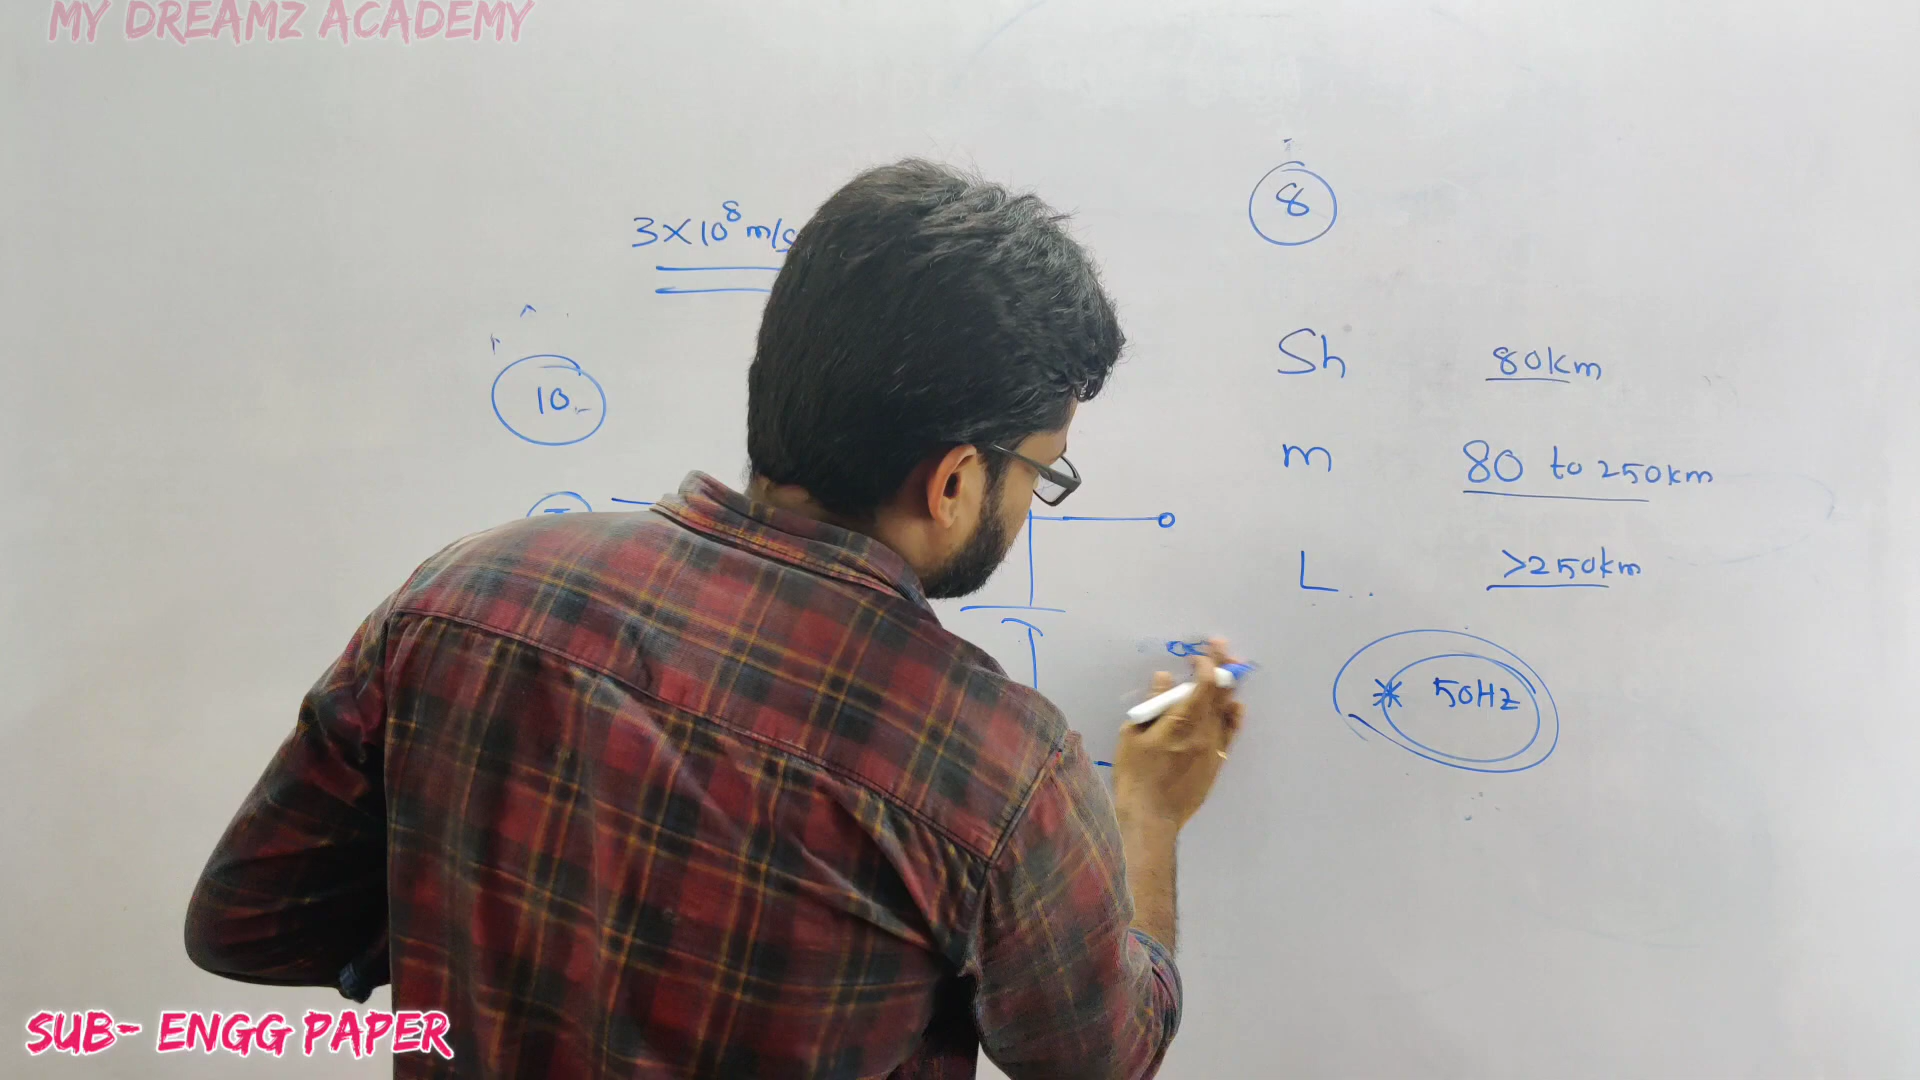 MY DREAMZ ACADEMY
8
3×10⁸ m/s
Sh 80km
10.
m 80 to 250km
L.. >250km
* 50Hz
SUB- ENGG PAPER